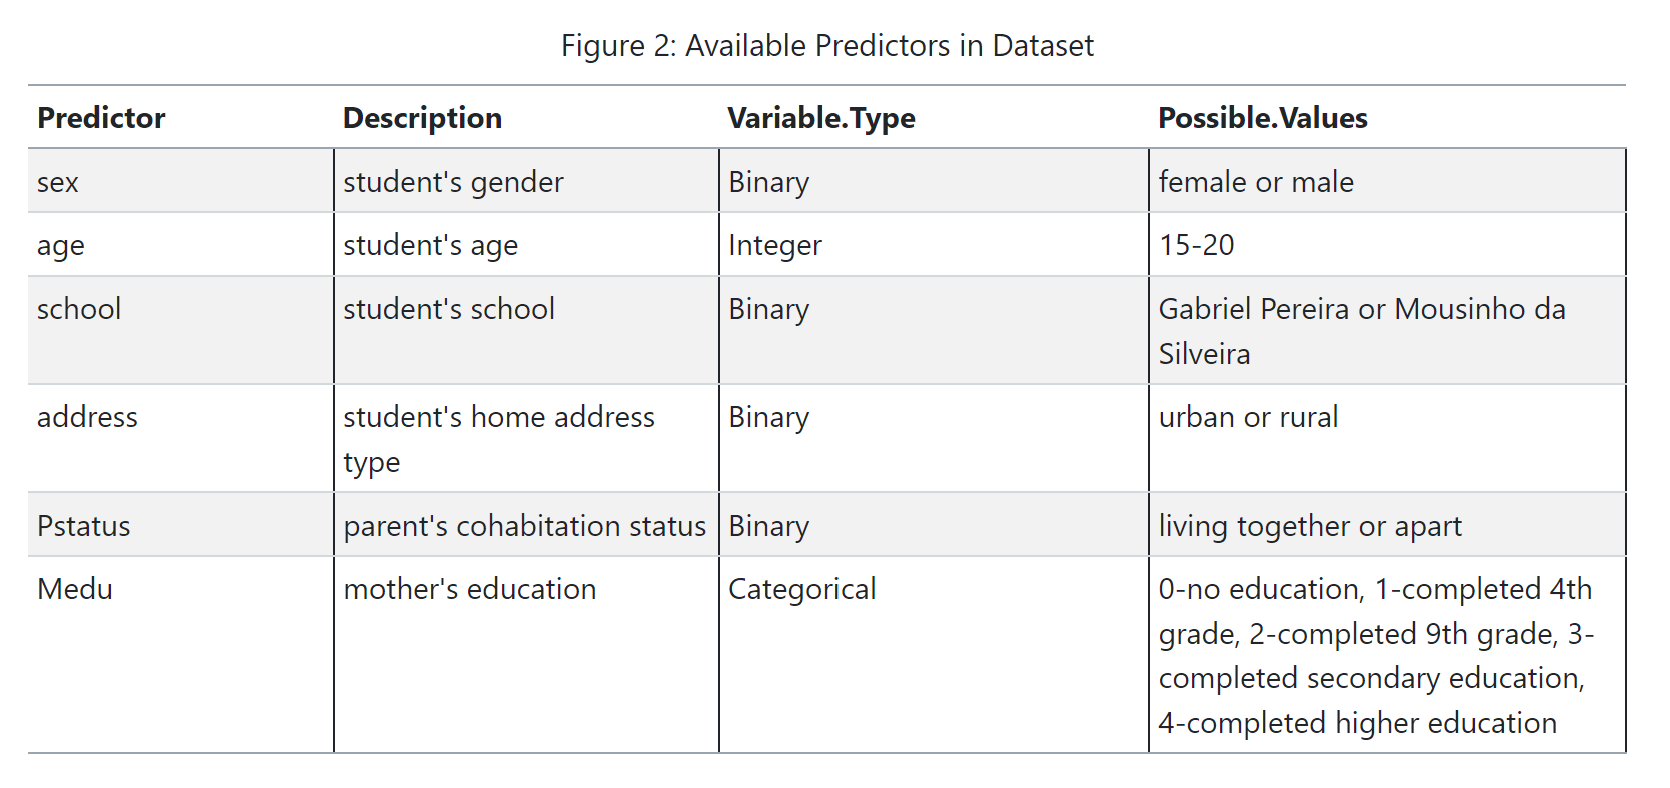 Figure 2: Available Predictors in Dataset
Predictor Description Variable.Type Possible.Values
sex student's gender Binary female or male
age student's age Integer 15-20
school student's school Binary Gabriel Pereira or Mousinho da
Silveira
address student's home address Binary urban or rural
type
Pstatus parent's cohabitation status Binary living together or apart
Medu mother's education Categorical 0-no education, 1-completed 4th
grade, 2-completed 9th grade, 3-
completed secondary education,
4-completed higher education